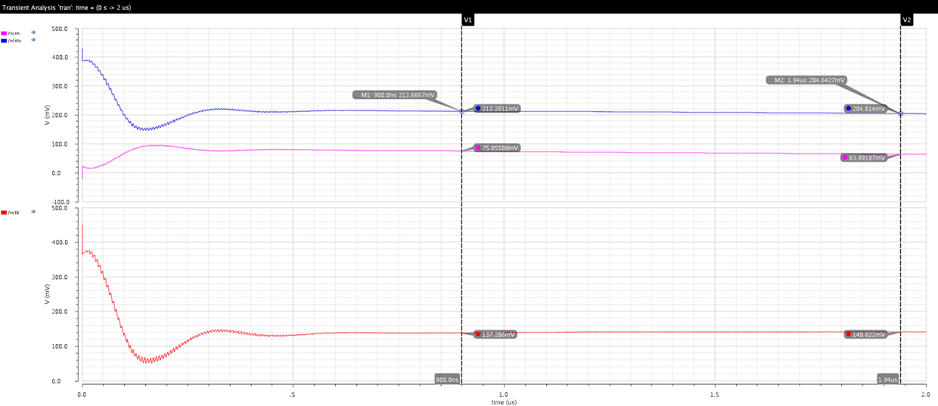 Transient Analysis 'tran': time = (0 s -> 2 us)
V1
V2
500.0
400.0
300.0
200.0
100.0
0.0
-100.0
V (mV)
M1: 900.0ns 212.6667mV
M2: 1.94us 204.6427mV
212.2611mV
204.614mV
75.05508mV
63.99197mV
500.0
400.0
300.0
200.0
100.0
0.0
V (mV)
137.206mV
140.622mV
900.0ns
1.94us
0.0
.5
1.0
1.5
2.0
time (us)